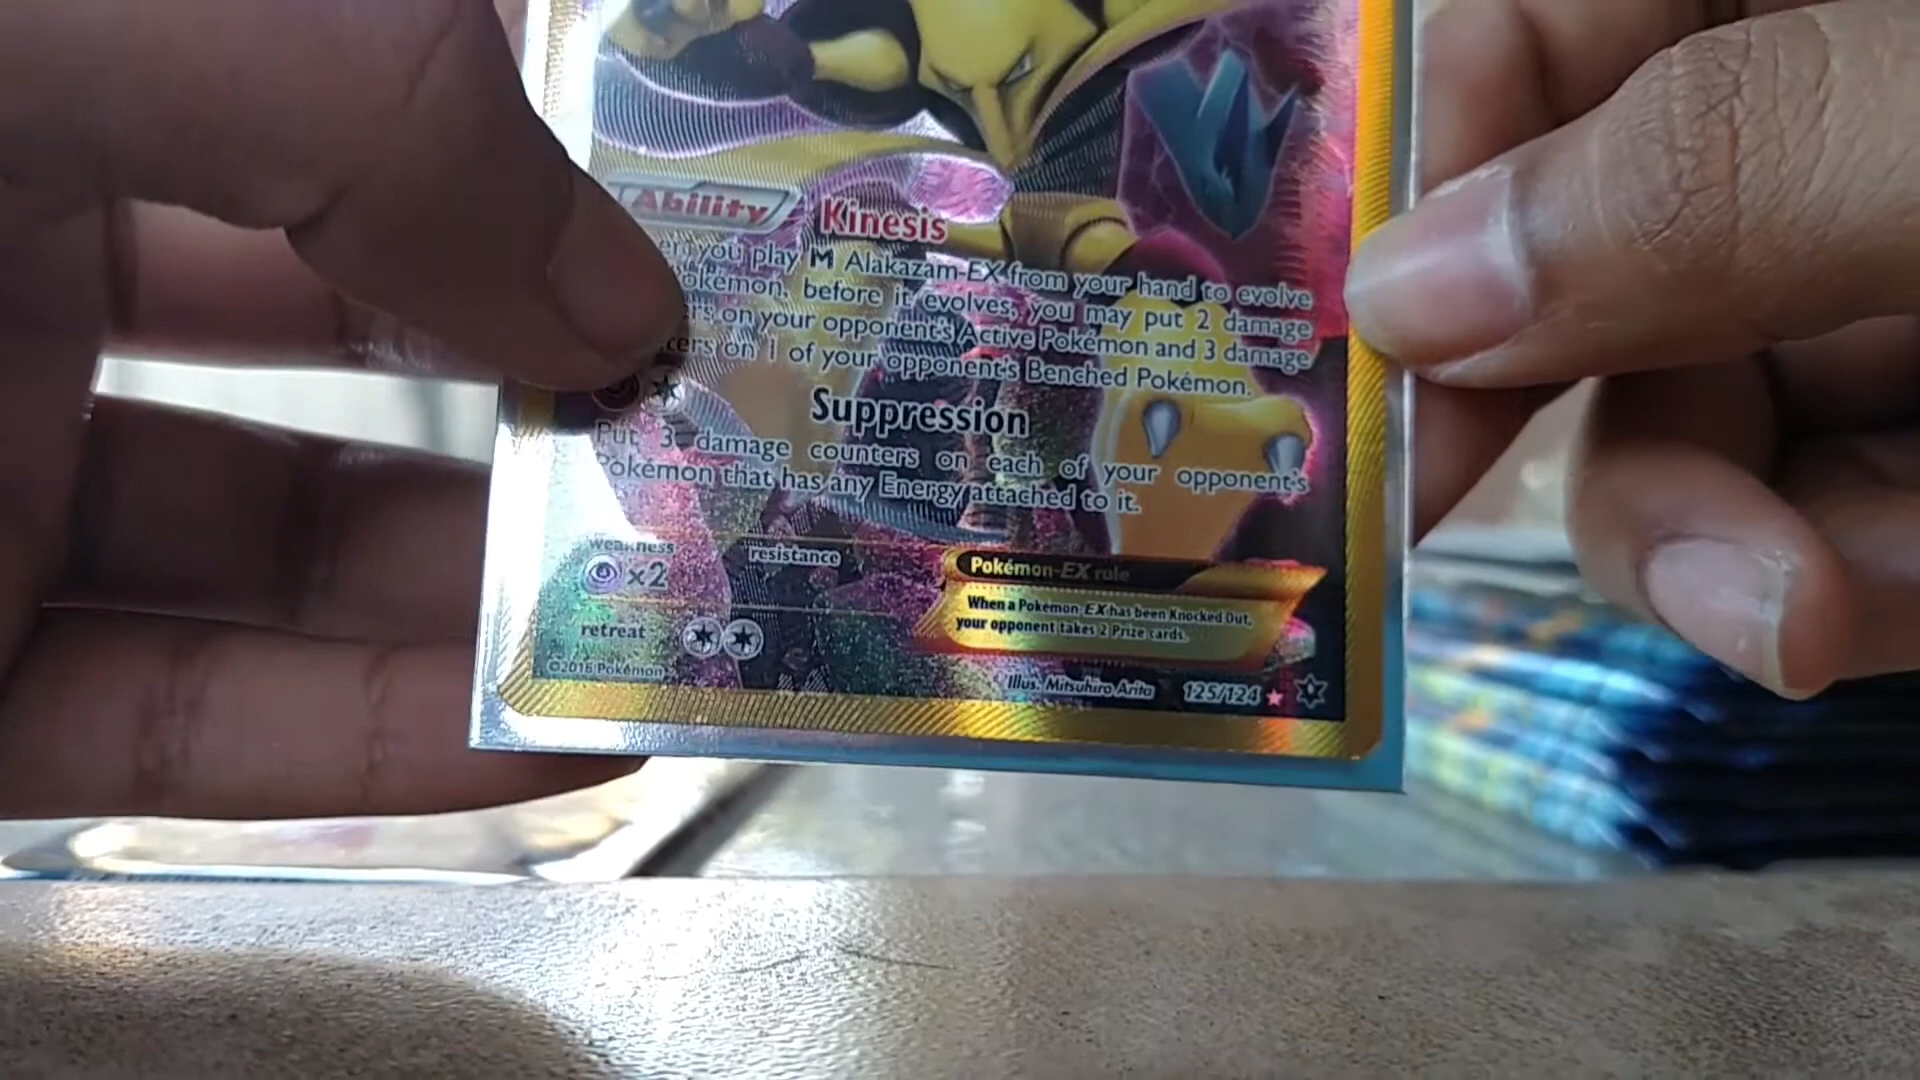 Ability Kinesis
you play M Alakazam-EX from your hand to evolve
before it evolves, you may put 2 damage
on your opponent's Active Pokémon and 3 damage
on 1 of your opponent's Benched Pokémon.
Suppression
Put 3 damage counters on each of your opponent's
Pokémon that has any Energy attached to it.
weakness resistance
×2
retreat
Pokémon-EX rule
When a Pokémon-EX has been Knocked Out,
your opponent takes 2 Prize cards.
©2016 Pokémon
Illus. Mitsuhiro Arita 125/124